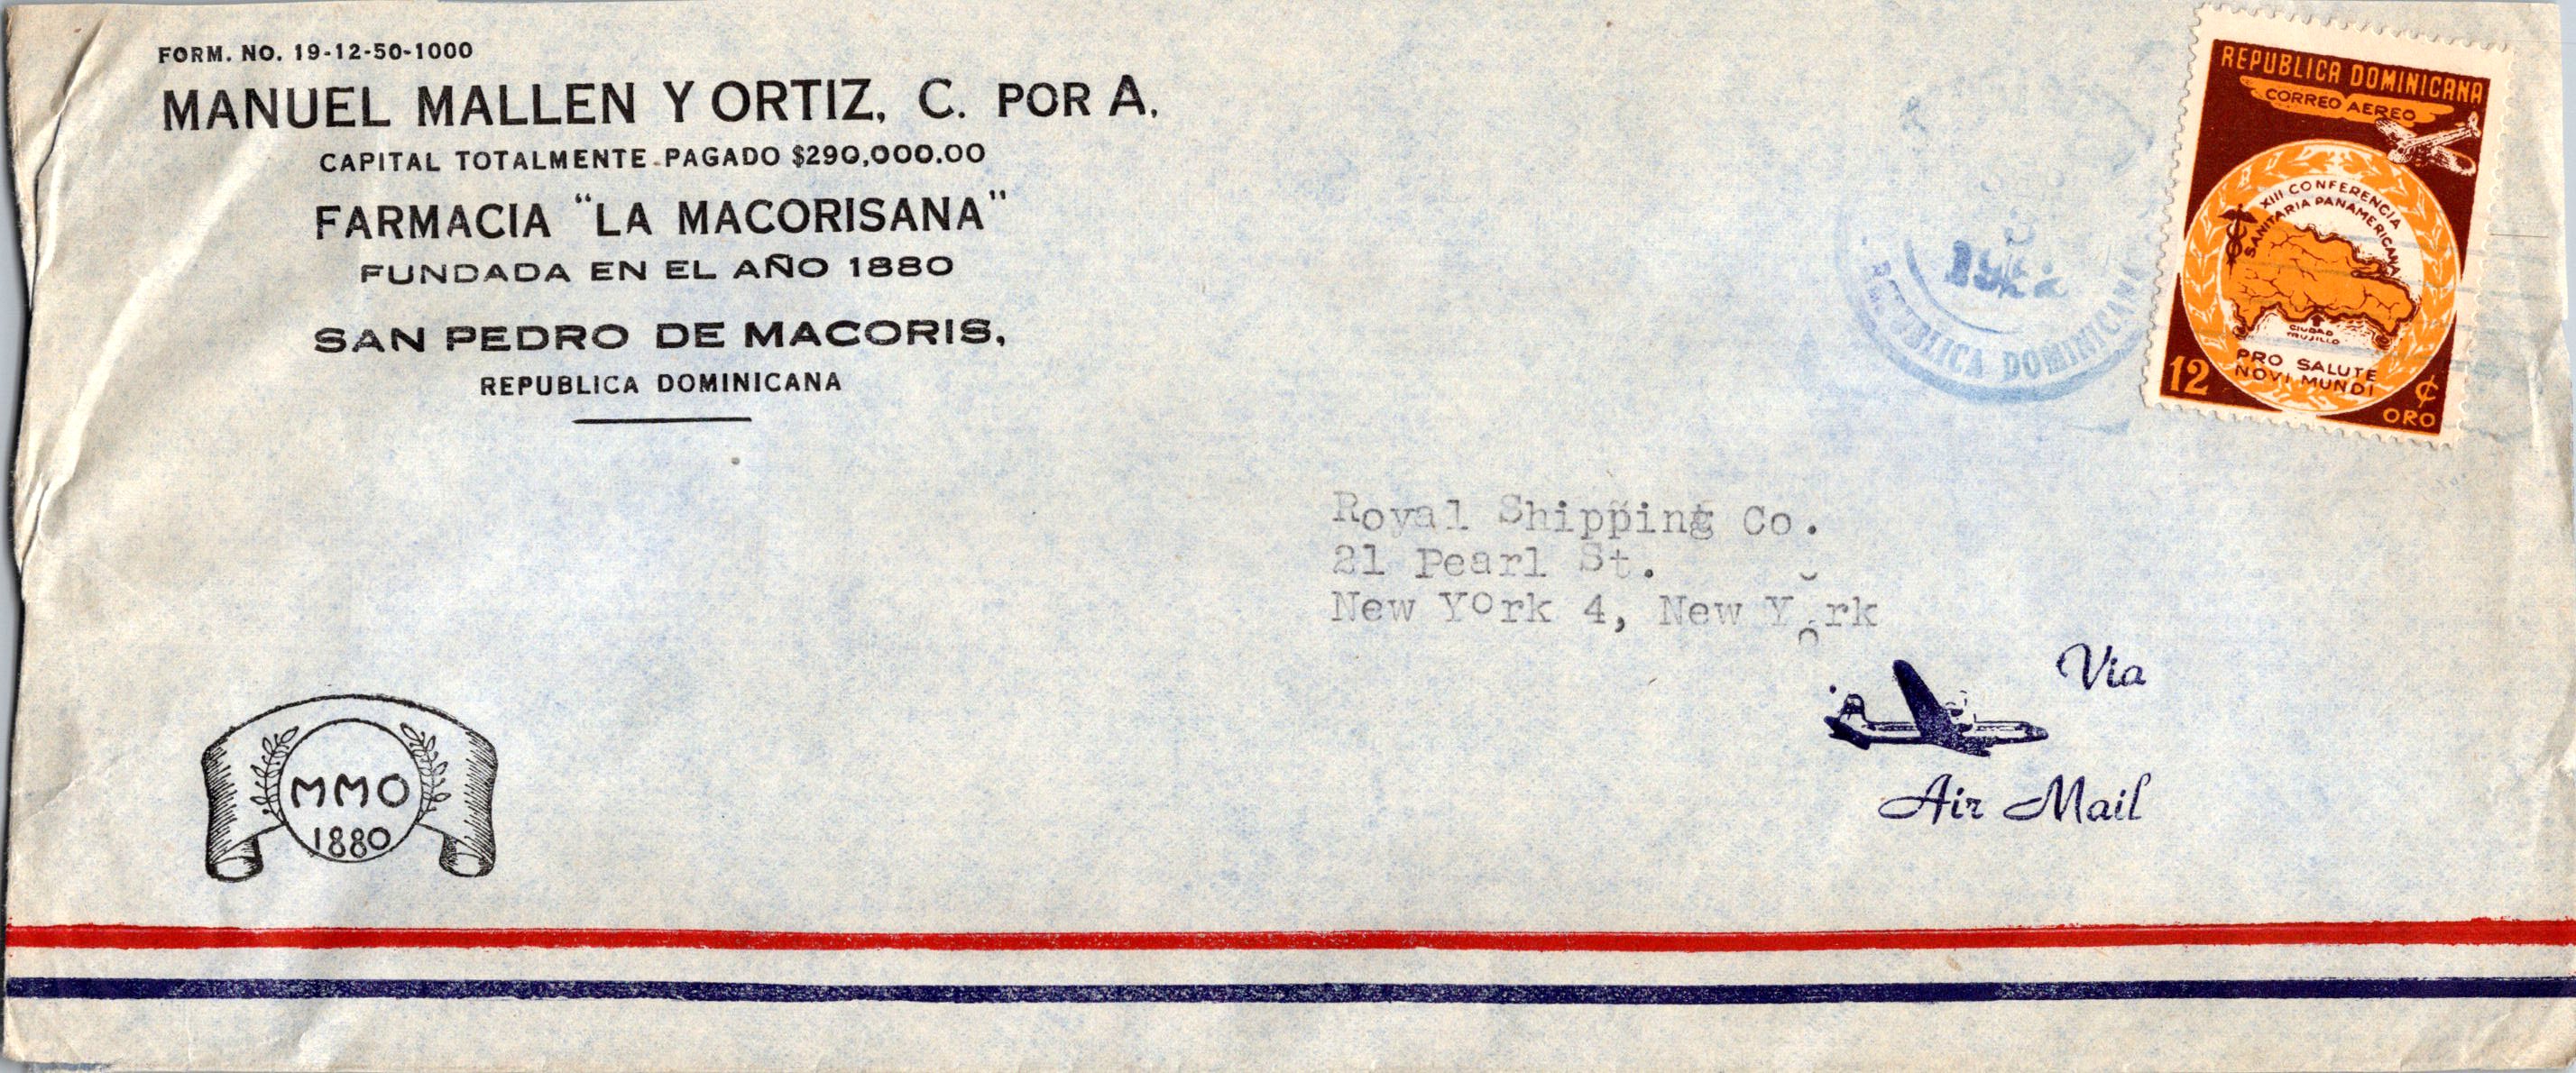 FORM. NO. 19-12-50-1000
MANUEL MALLEN Y ORTIZ, C. POR A.
CAPITAL TOTALMENTE PAGADO $290,000.00
FARMACIA "LA MACORISANA"
FUNDADA EN EL AÑO 1880
SAN PEDRO DE MACORIS,
REPUBLICA DOMINICANA
REPUBLICA DOMINICANA
REPUBLICA DOMINICANA
CORREO AEREO
XIII CONFERENCIA
SANITARIA PANAMERICANA
CIUDAD
TRUJILLO
PRO SALUTE
NOVI MUNDI
12 ¢
ORO
Royal Shipping Co.
21 Pearl St.
New York 4, New York
Via
Air Mail
MMO
1880